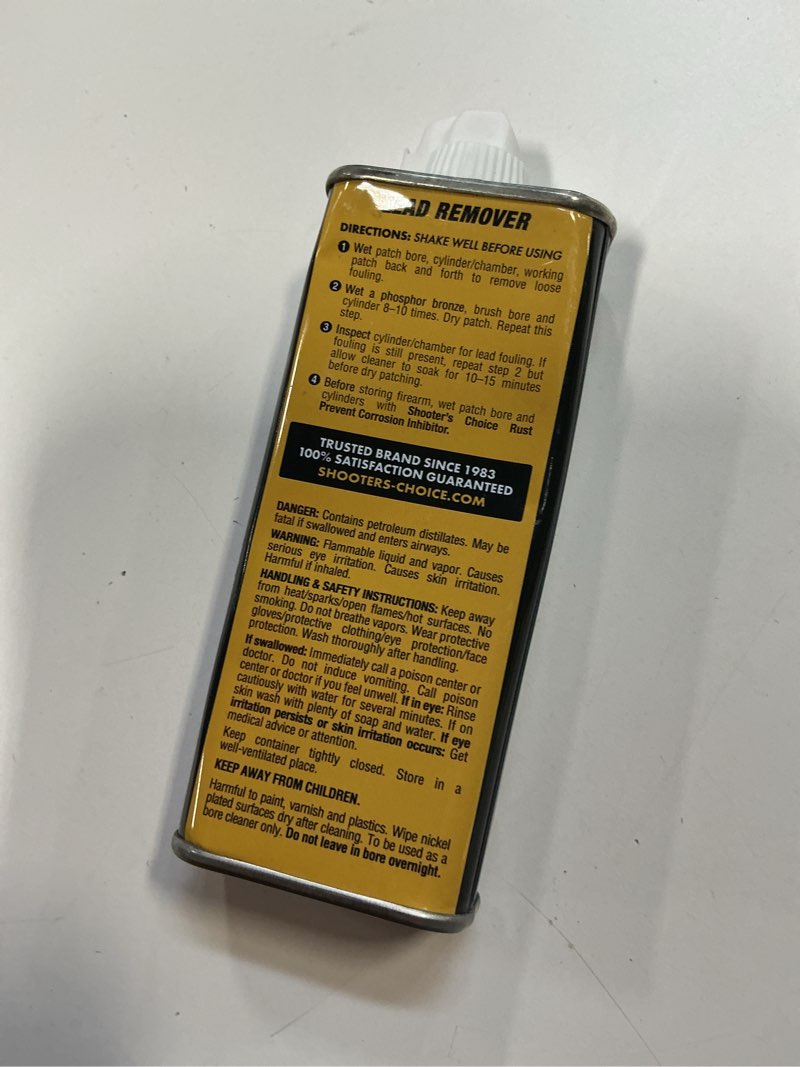 LEAD REMOVER
DIRECTIONS: SHAKE WELL BEFORE USING
1 Wet patch bore, cylinder/chamber, working
patch back and forth to remove loose
fouling.
2 Wet a phosphor bronze, brush bore and
cylinder 8–10 times. Dry patch. Repeat this
step.
3 Inspect cylinder/chamber for lead fouling. If
fouling is still present, repeat step 2 but
allow cleaner to soak for 10–15 minutes
before dry patching.
4 Before storing firearm, wet patch bore and
cylinders with Shooter's Choice Rust
Prevent Corrosion Inhibitor.
TRUSTED BRAND SINCE 1983
100% SATISFACTION GUARANTEED
SHOOTERS-CHOICE.COM
DANGER: Contains petroleum distillates. May be
fatal if swallowed and enters airways.
WARNING: Flammable liquid and vapor. Causes
serious eye irritation. Causes skin irritation.
Harmful if inhaled.
HANDLING & SAFETY INSTRUCTIONS: Keep away
from heat/sparks/open flames/hot surfaces. No
smoking. Do not breathe vapors. Wear protective
gloves/protective clothing/eye protection/face
protection. Wash thoroughly after handling.
If swallowed: Immediately call a poison center or
doctor. Do not induce vomiting. Call poison
center or doctor if you feel unwell. If in eye: Rinse
cautiously with water for several minutes. If on
skin wash with plenty of soap and water. If eye
irritation persists or skin irritation occurs: Get
medical advice or attention.
Keep container tightly closed. Store in a
well-ventilated place.
KEEP AWAY FROM CHILDREN.
Harmful to paint, varnish and plastics. Wipe nickel
plated surfaces dry after cleaning. To be used as a
bore cleaner only. Do not leave in bore overnight.